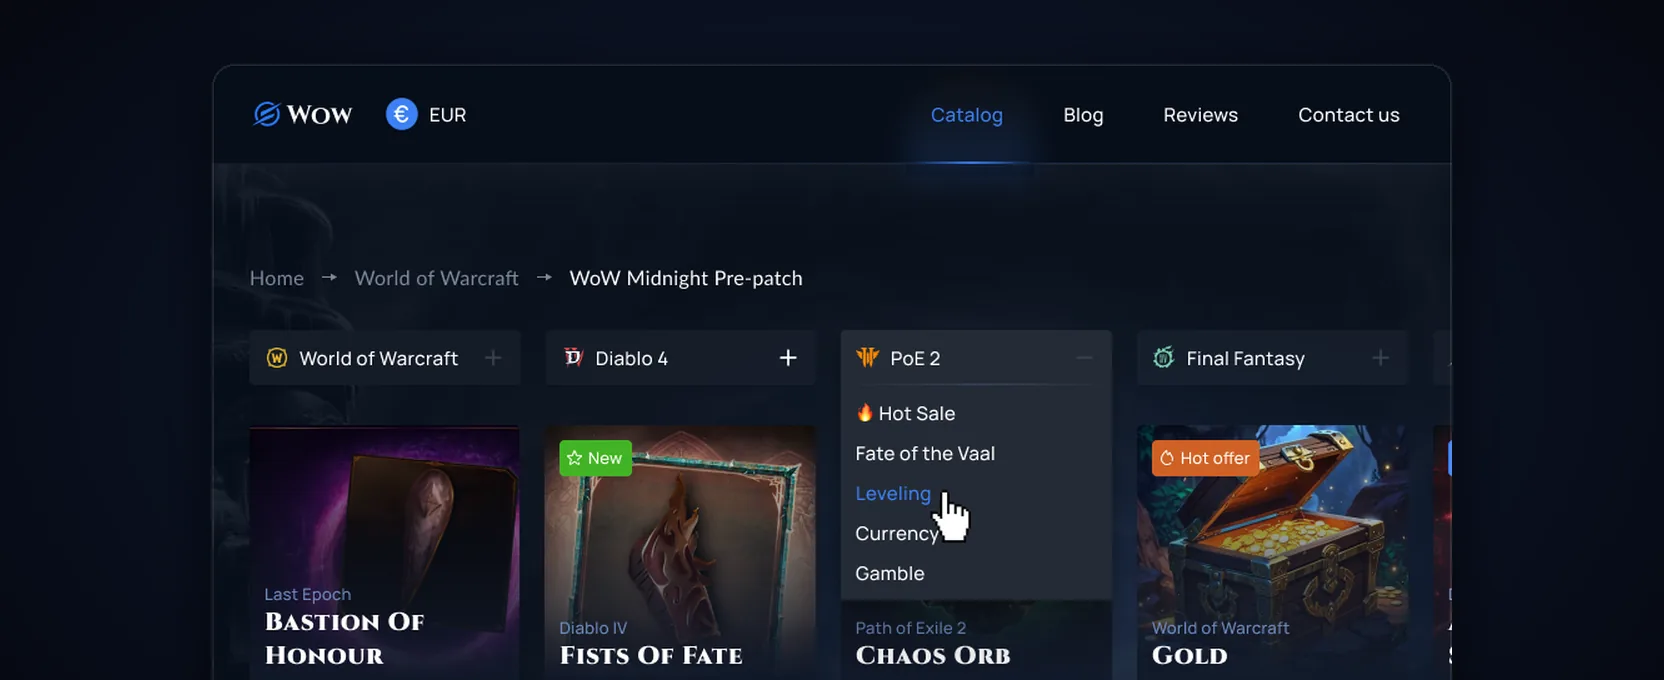 Wow € EUR Catalog Blog Reviews Contact us
Home → World of Warcraft → WoW Midnight Pre-patch
World of Warcraft + Diablo 4 + PoE 2 − Final Fantasy +
Hot Sale
Fate of the Vaal
Leveling
Currency
Gamble
Last Epoch
Bastion Of
Honour
New
Diablo IV
Fists Of Fate
Path of Exile 2
Chaos Orb
Hot offer
World of Warcraft
Gold